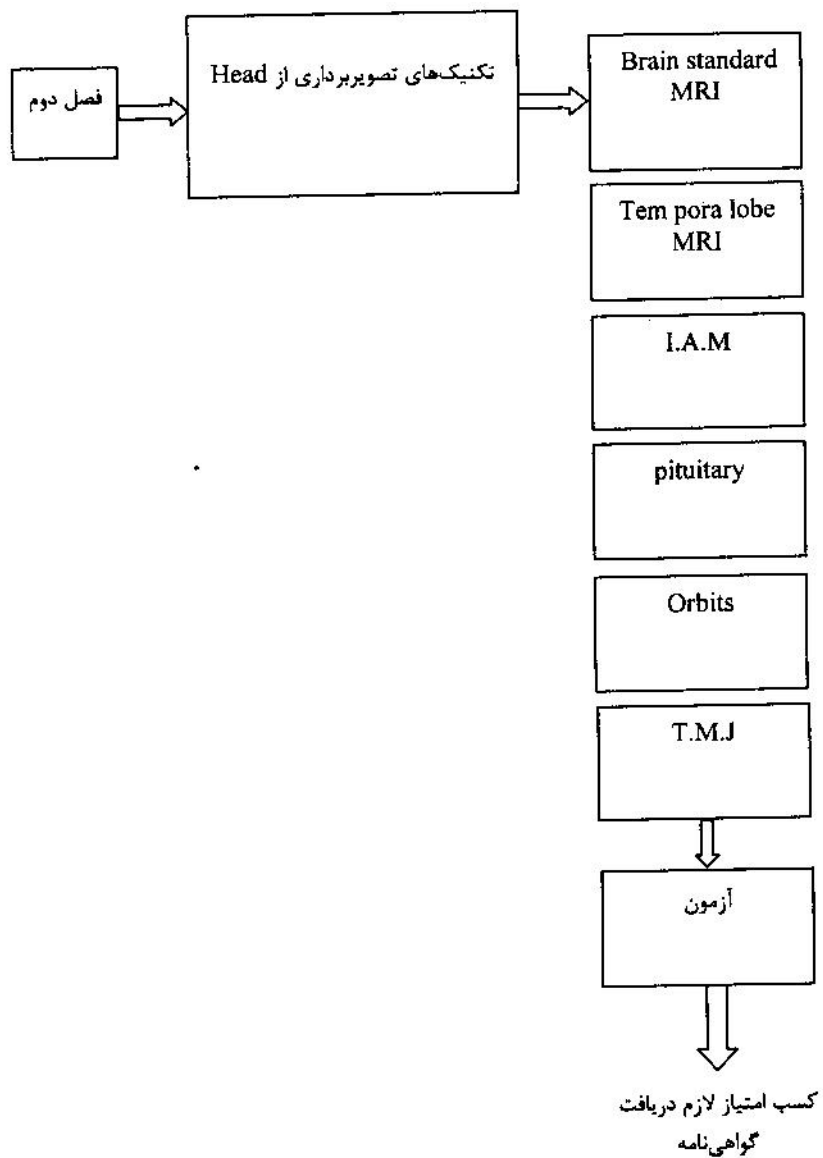 فصل دوم
تکنیک‌های تصویربرداری از Head
Brain standard
MRI
Tem pora lobe
MRI
I.A.M
pituitary
Orbits
T.M.J
آزمون
کسب امتیاز لازم دریافت
گواهی‌نامه